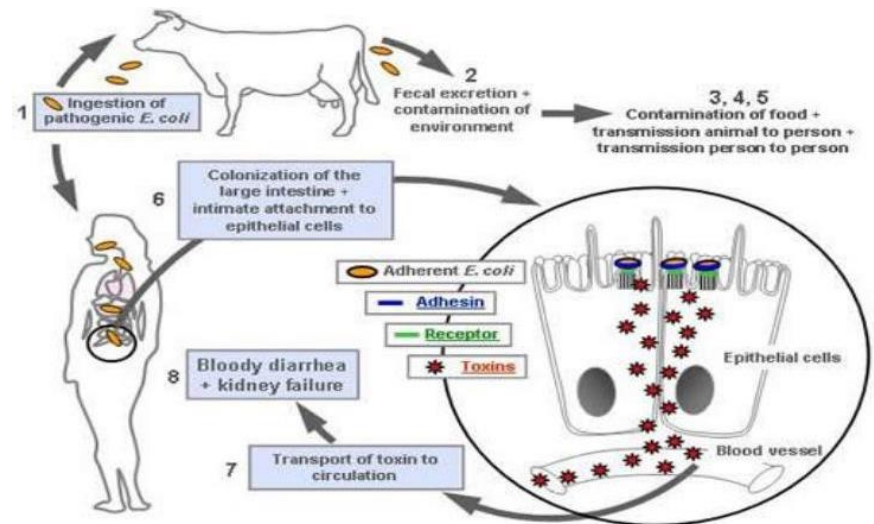 1
Ingestion of
pathogenic E. coli
2
Fecal excretion +
contamination of
environment
3, 4, 5
Contamination of food +
transmission animal to person +
transmission person to person
6
Colonization of the
large intestine +
intimate attachment to
epithelial cells
Adherent E. coli
Adhesin
Receptor
Toxins
Epithelial cells
Blood vessel
8
Bloody diarrhea
+ kidney failure
7
Transport of toxin to
circulation